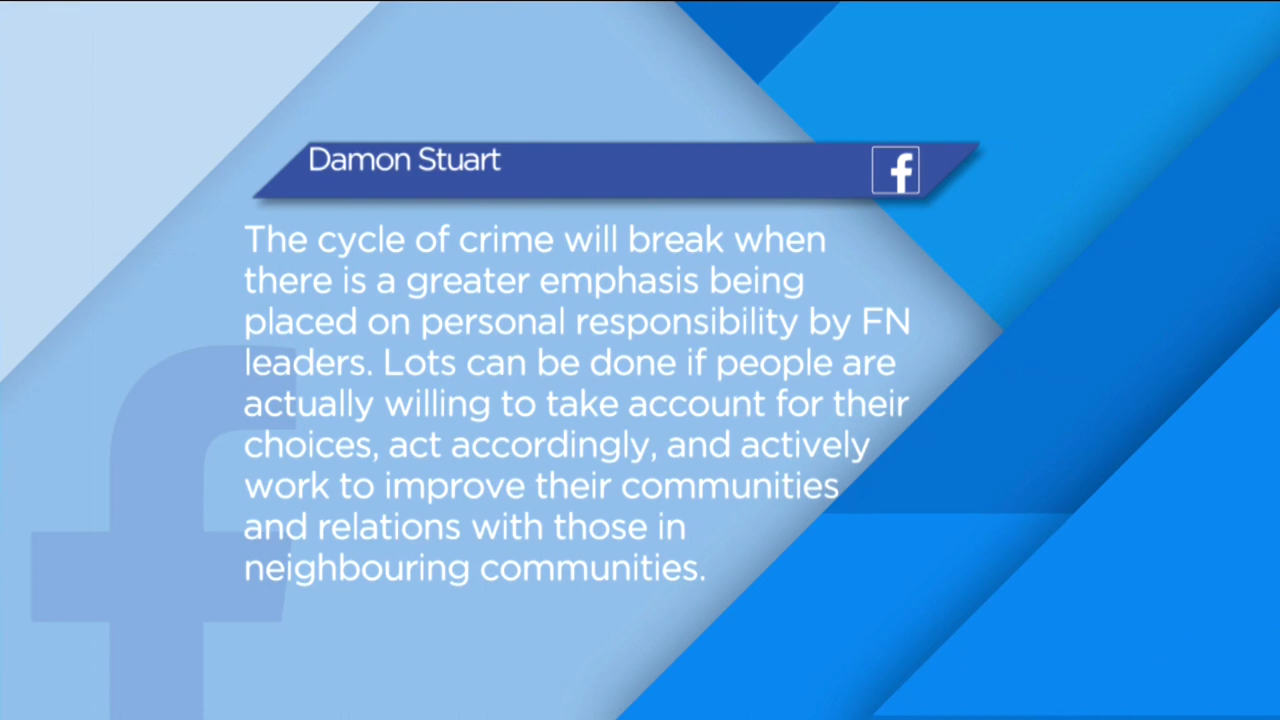 Damon Stuart
The cycle of crime will break when
there is a greater emphasis being
placed on personal responsibility by FN
leaders. Lots can be done if people are
actually willing to take account for their
choices, act accordingly, and actively
work to improve their communities
and relations with those in
neighbouring communities.